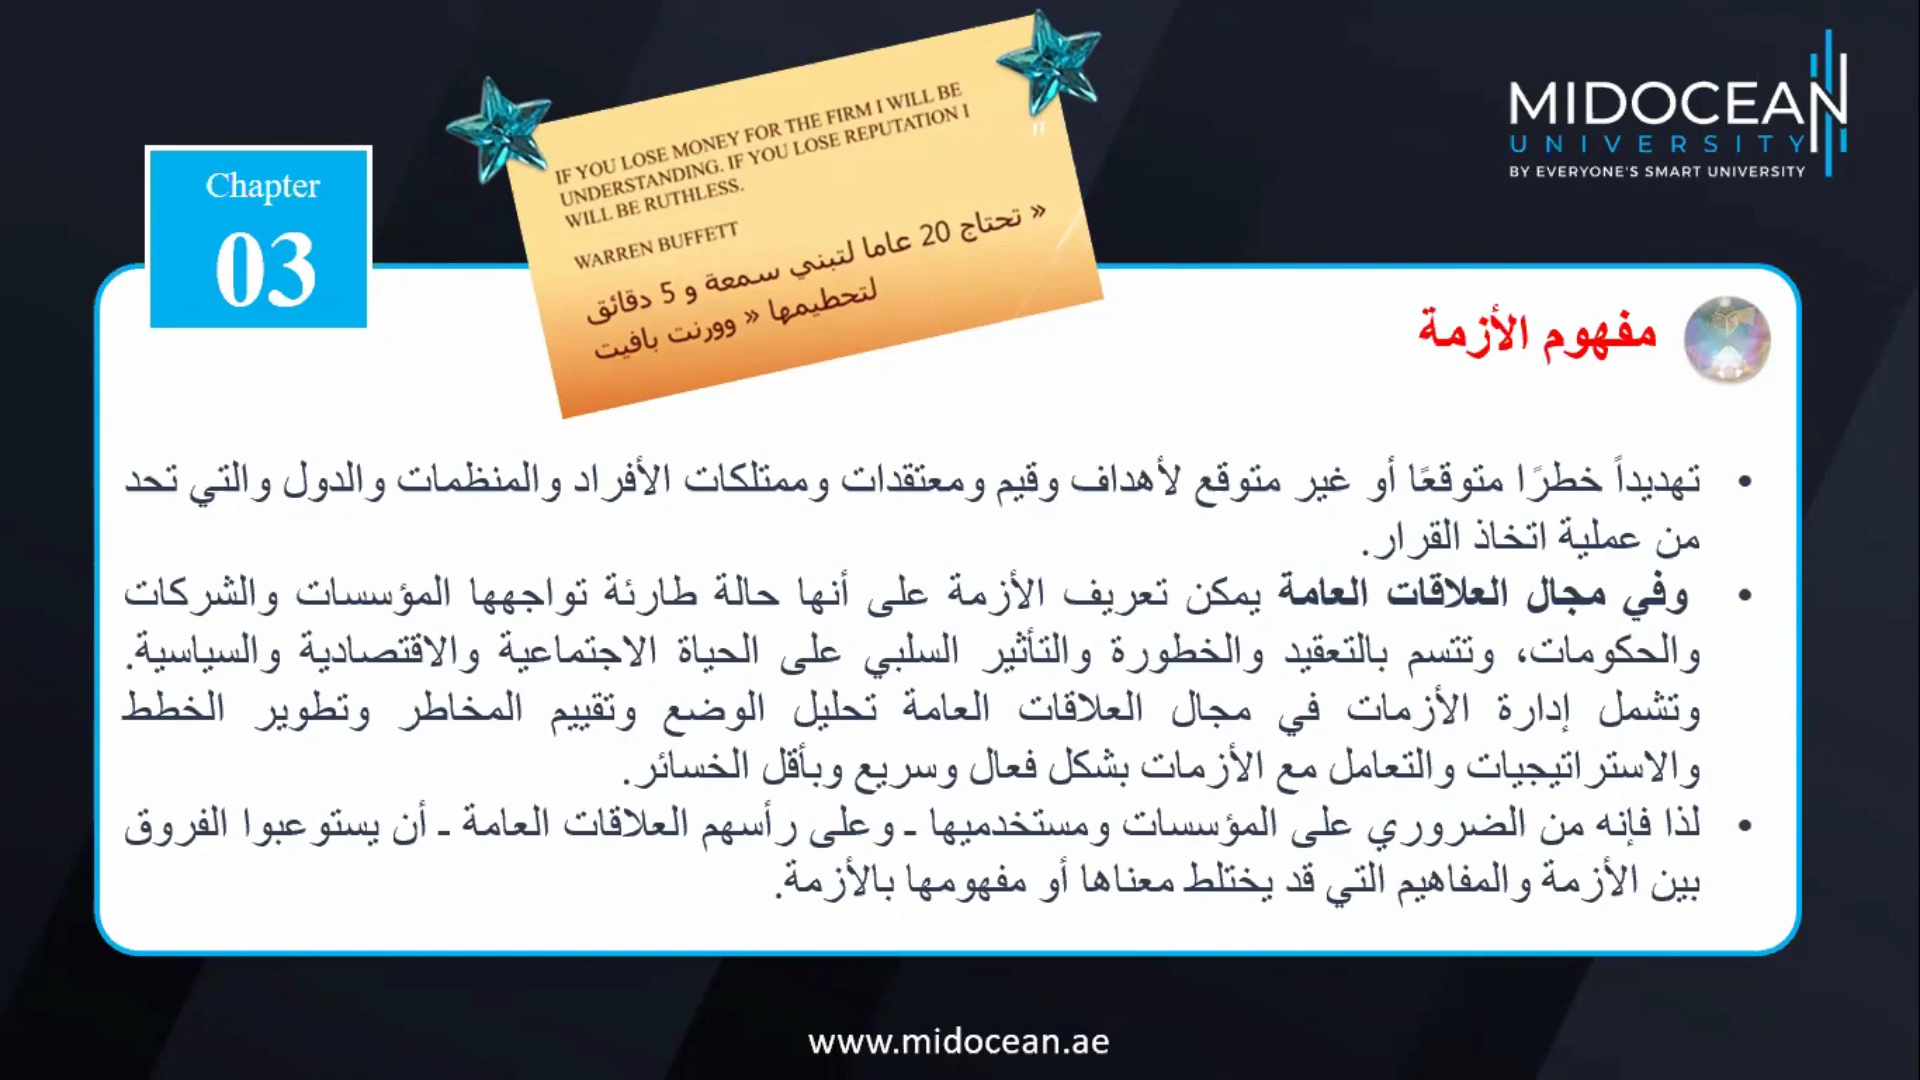 MIDOCEAN
UNIVERSITY
BY EVERYONE'S SMART UNIVERSITY
Chapter
03
IF YOU LOSE MONEY FOR THE FIRM I WILL BE
UNDERSTANDING. IF YOU LOSE REPUTATION I
WILL BE RUTHLESS.
"
WARREN BUFFETT
« تحتاج 20 عاما لتبني سمعة و 5 دقائق
لتحطيمها » وورنت بافيت
مفهوم الأزمة
• تهديداً خطرًا متوقعًا أو غير متوقع لأهداف وقيم ومعتقدات وممتلكات الأفراد والمنظمات والدول والتي تحد
من عملية اتخاذ القرار.
• وفي مجال العلاقات العامة يمكن تعريف الأزمة على أنها حالة طارئة تواجهها المؤسسات والشركات
والحكومات، وتتسم بالتعقيد والخطورة والتأثير السلبي على الحياة الاجتماعية والاقتصادية والسياسية.
وتشمل إدارة الأزمات في مجال العلاقات العامة تحليل الوضع وتقييم المخاطر وتطوير الخطط
والاستراتيجيات والتعامل مع الأزمات بشكل فعال وسريع وبأقل الخسائر.
• لذا فإنه من الضروري على المؤسسات ومستخدميها ـ وعلى رأسهم العلاقات العامة ـ أن يستوعبوا الفروق
بين الأزمة والمفاهيم التي قد يختلط معناها أو مفهومها بالأزمة.
www.midocean.ae